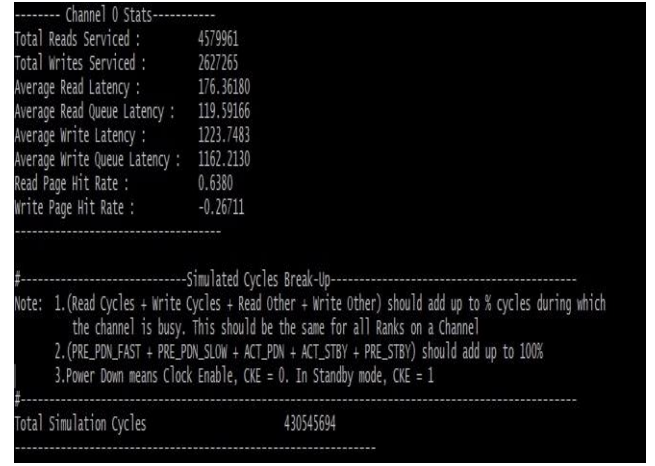 -------- Channel 0 Stats-----------
Total Reads Serviced :          4579961
Total Writes Serviced :         2627265
Average Read Latency :          176.36180
Average Read Queue Latency :    119.59166
Average Write Latency :         1223.7483
Average Write Queue Latency :   1162.2130
Read Page Hit Rate :            0.6380
Write Page Hit Rate :           -0.26711
------------------------------------
#-----------------------------Simulated Cycles Break-Up-------------------------------------------
Note:  1.(Read Cycles + Write Cycles + Read Other + Write Other) should add up to % cycles during which
the channel is busy. This should be the same for all Ranks on a Channel
2.(PRE_PDN_FAST + PRE_PDN_SLOW + ACT_PDN + ACT_STBY + PRE_STBY) should add up to 100%
3.Power Down means Clock Enable, CKE = 0. In Standby mode, CKE = 1
#-------------------------------------------------------------------------------------------------
Total Simulation Cycles                         430545694
---------------------------------------------------------------